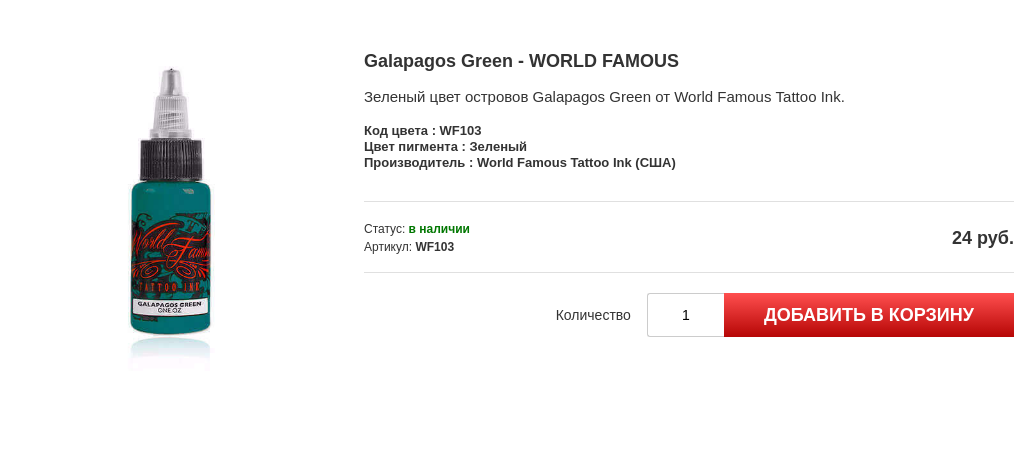 Galapagos Green - WORLD FAMOUS
Зеленый цвет островов Galapagos Green от World Famous Tattoo Ink.
Код цвета : WF103
Цвет пигмента : Зеленый
Производитель : World Famous Tattoo Ink (США)
Статус: в наличии
Артикул: WF103
24 руб.
Количество
1
ДОБАВИТЬ В КОРЗИНУ
World Famous
TATTOO INK
GALAPAGOS GREEN
ONE OZ